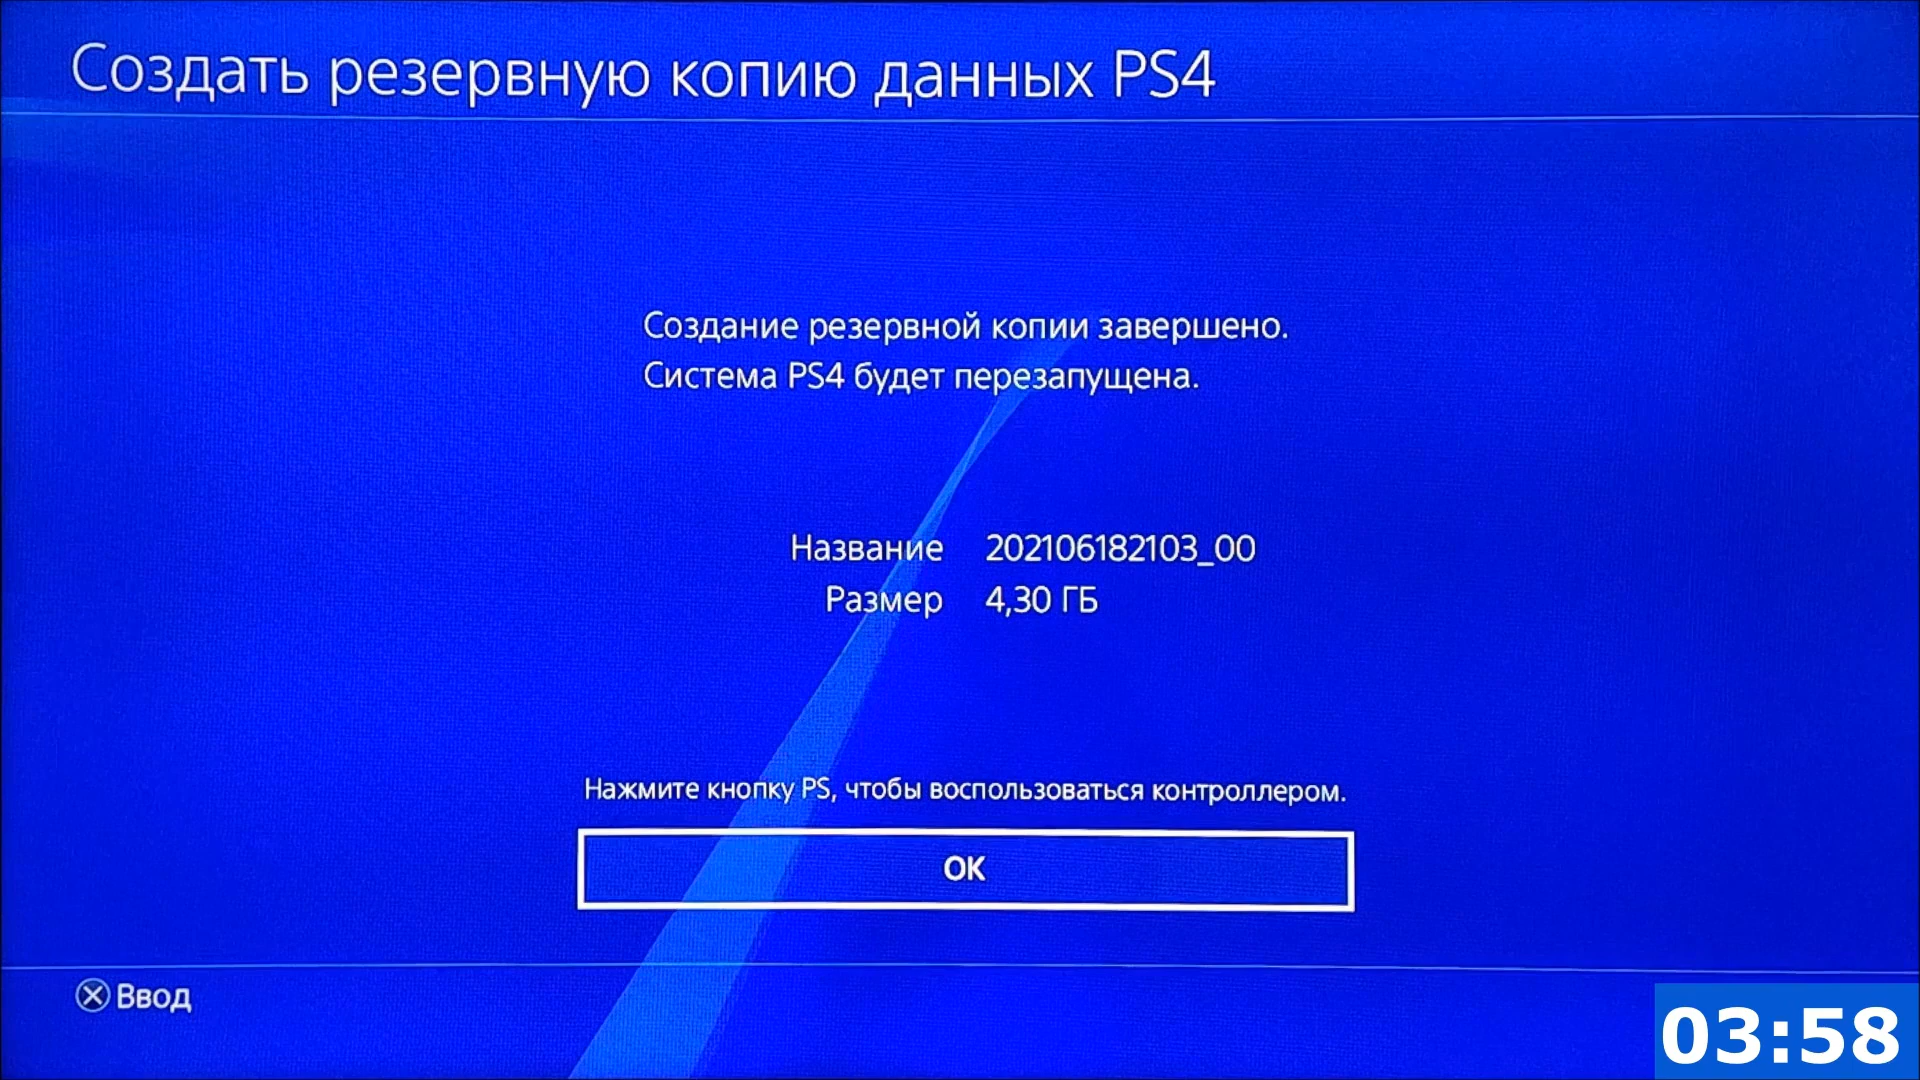 Создать резервную копию данных PS4
Создание резервной копии завершено.
Система PS4 будет перезапущена.
Название 202106182103_00
Размер 4,30 ГБ
Нажмите кнопку PS, чтобы воспользоваться контроллером.
ОК
Ввод
03:58